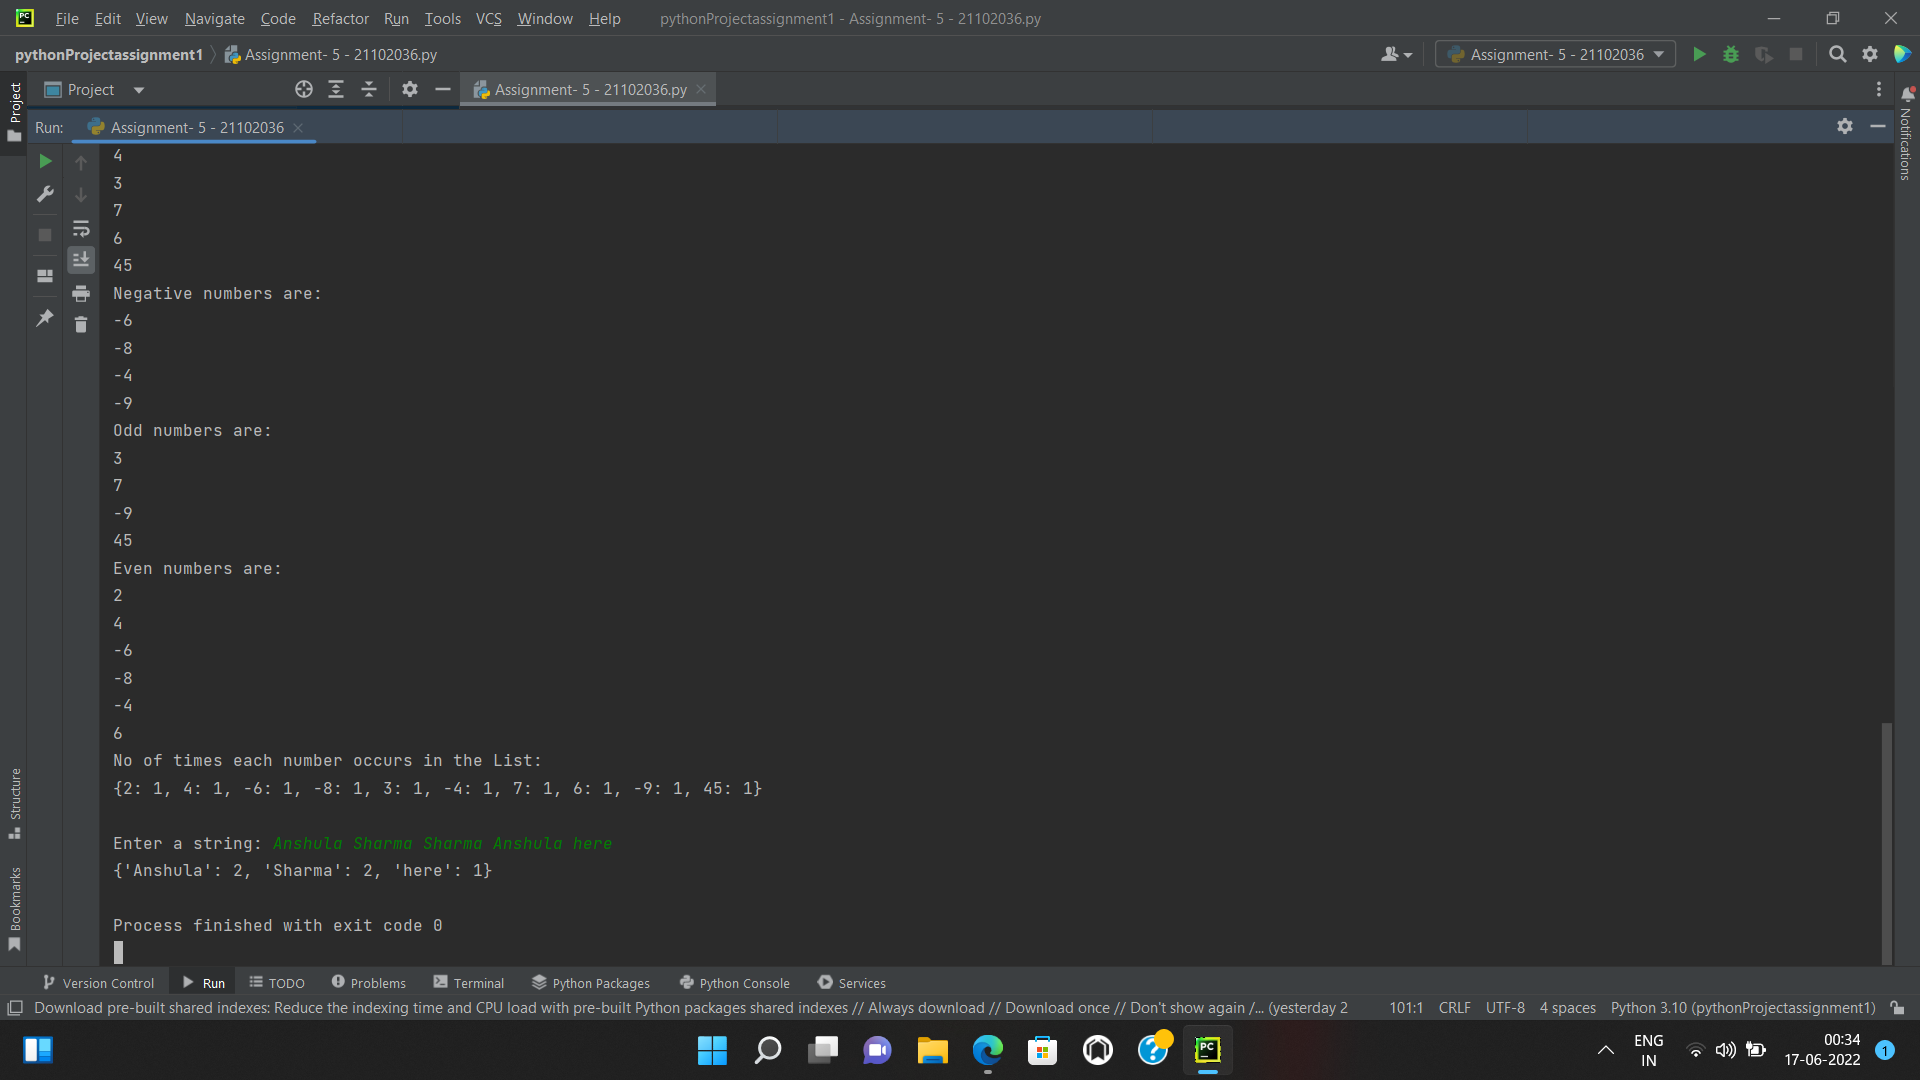 File Edit View Navigate Code Refactor Run Tools VCS Window Help pythonProjectassignment1 - Assignment- 5 - 21102036.py
pythonProjectassignment1 Assignment- 5 - 21102036.py Assignment- 5 - 21102036
Project Assignment- 5 - 21102036.py
Run: Assignment- 5 - 21102036
Project
Notifications
4
3
7
6
45
Negative numbers are:
-6
-8
-4
-9
Odd numbers are:
3
7
-9
45
Even numbers are:
2
4
-6
-8
-4
6
No of times each number occurs in the List:
{2: 1, 4: 1, -6: 1, -8: 1, 3: 1, -4: 1, 7: 1, 6: 1, -9: 1, 45: 1}
Enter a string: Anshula Sharma Sharma Anshula here
{'Anshula': 2, 'Sharma': 2, 'here': 1}
Process finished with exit code 0
Structure
Bookmarks
Version Control Run TODO Problems Terminal Python Packages Python Console Services
Download pre-built shared indexes: Reduce the indexing time and CPU load with pre-built Python packages shared indexes // Always download // Download once // Don't show again /... (yesterday 2 101:1 CRLF UTF-8 4 spaces Python 3.10 (pythonProjectassignment1)
ENG
IN
00:34
17-06-2022
1